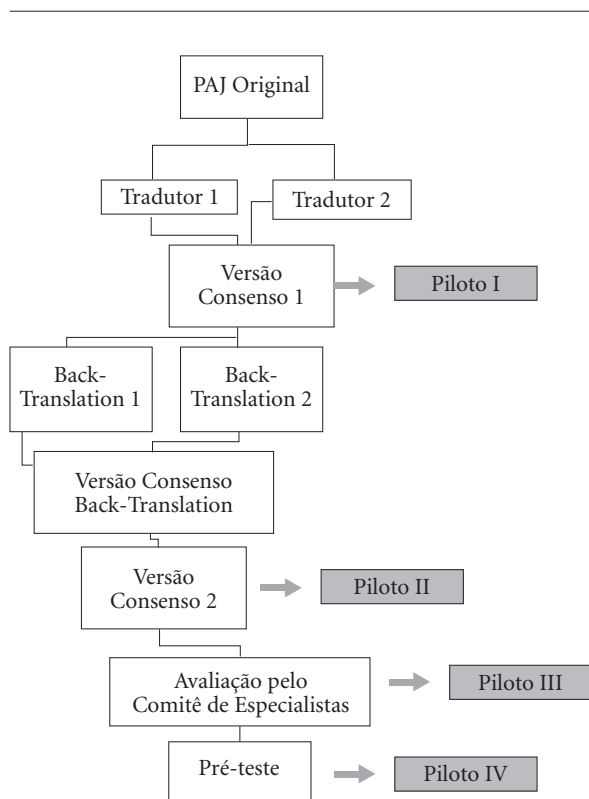 PAJ Original
Tradutor 1
Tradutor 2
Versão
Consenso 1
Piloto I
Back-
Translation 1
Back-
Translation 2
Versão Consenso
Back-Translation
Versão
Consenso 2
Piloto II
Avaliação pelo
Comitê de Especialistas
Piloto III
Pré-teste
Piloto IV